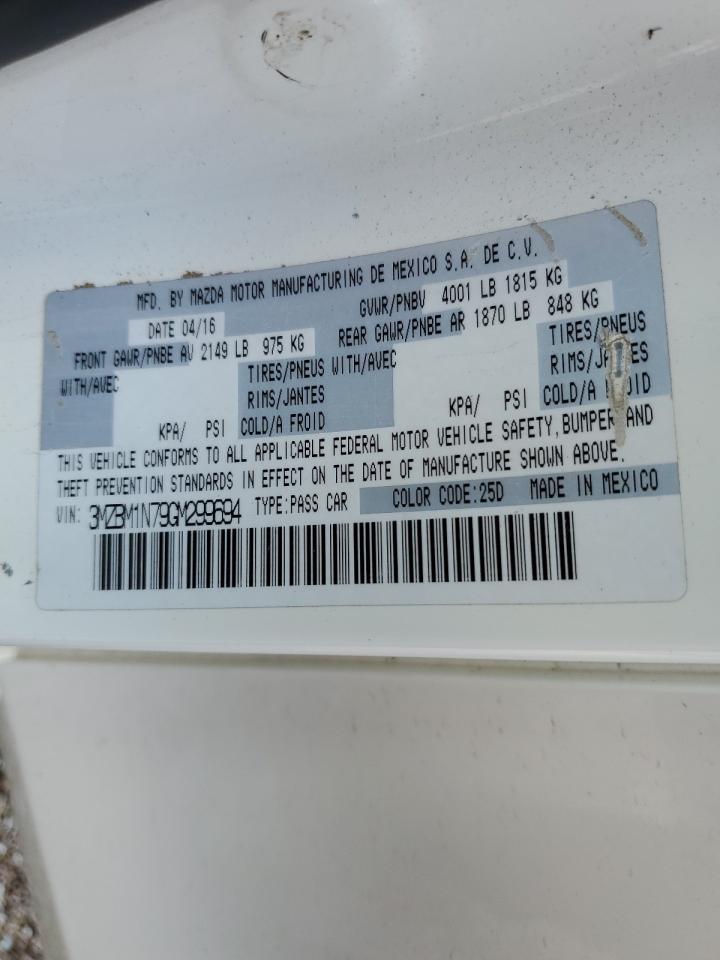 MFD. BY MAZDA MOTOR MANUFACTURING DE MEXICO S.A. DE C.V.
DATE 04/16 GVWR/PNBV 4001 LB 1815 KG
FRONT GAWR/PNBE AV 2149 LB 975 KG REAR GAWR/PNBE AR 1870 LB 848 KG
WITH/AVEC TIRES/PNEUS WITH/AVEC TIRES/PNEUS
RIMS/JANTES RIMS/JANTES
KPA/ PSI COLD/A FROID KPA/ PSI COLD/A FROID
THIS VEHICLE CONFORMS TO ALL APPLICABLE FEDERAL MOTOR VEHICLE SAFETY, BUMPER AND
THEFT PREVENTION STANDARDS IN EFFECT ON THE DATE OF MANUFACTURE SHOWN ABOVE.
VIN: 3MZBM1N79GM299694 TYPE:PASS CAR COLOR CODE:25D MADE IN MEXICO